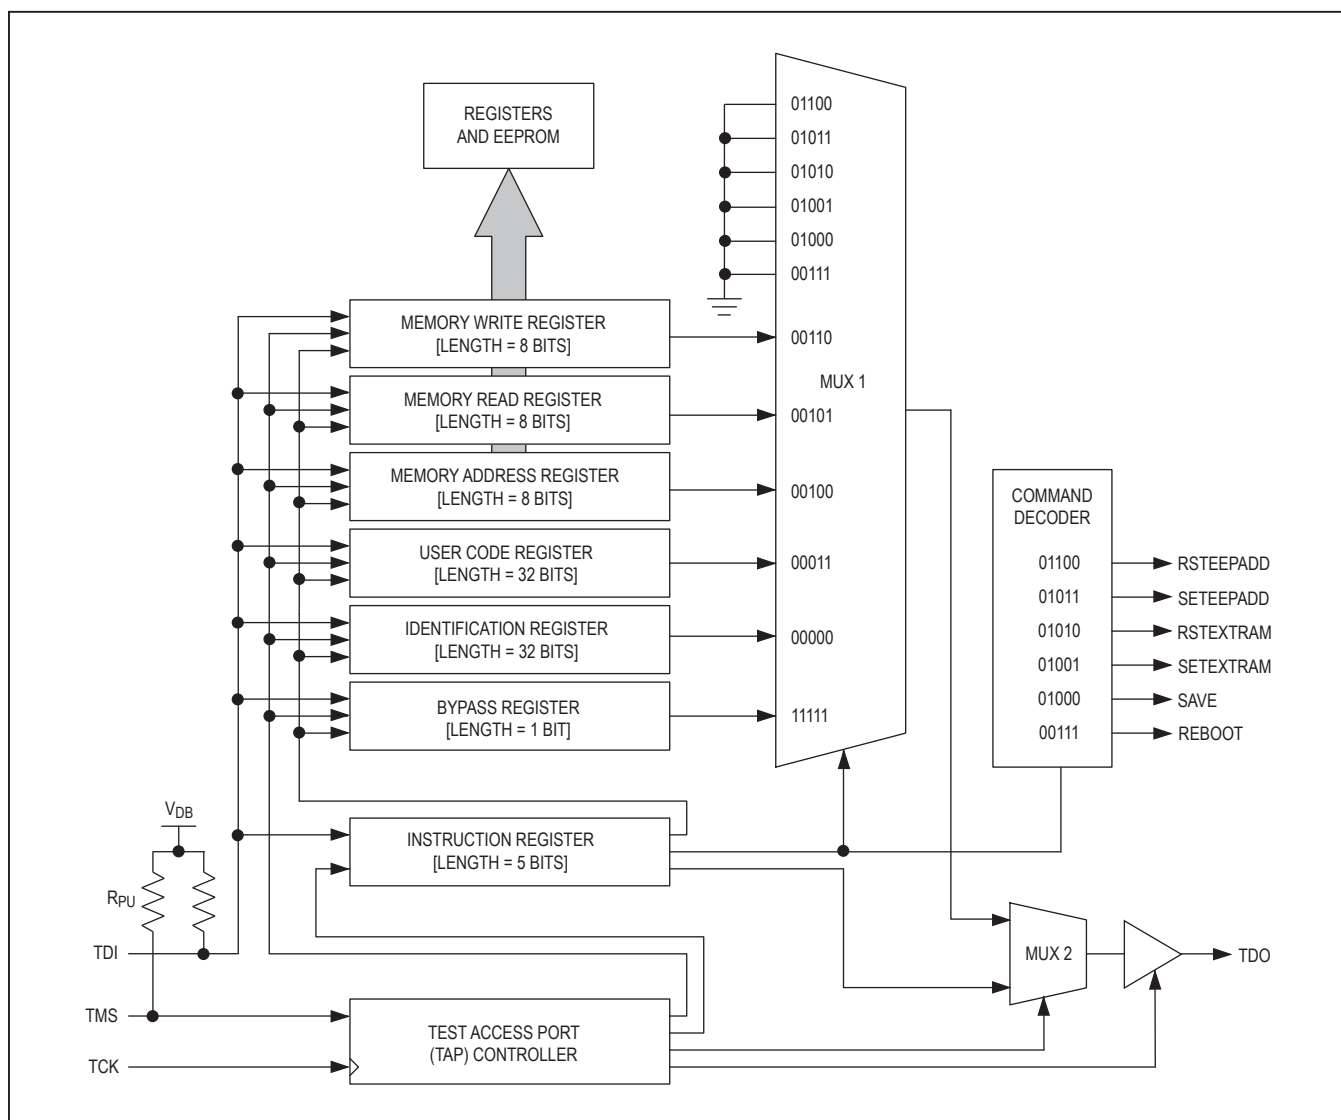 REGISTERS
AND EEPROM
01100
01011
01010
01001
01000
00111
MEMORY WRITE REGISTER
[LENGTH = 8 BITS]
00110
MUX 1
MEMORY READ REGISTER
[LENGTH = 8 BITS]
00101
MEMORY ADDRESS REGISTER
[LENGTH = 8 BITS]
00100
USER CODE REGISTER
[LENGTH = 32 BITS]
00011
IDENTIFICATION REGISTER
[LENGTH = 32 BITS]
00000
BYPASS REGISTER
[LENGTH = 1 BIT]
11111
COMMAND
DECODER
01100 RSTEEPADD
01011 SETEEPADD
01010 RSTEXTRAM
01001 SETEXTRAM
01000 SAVE
00111 REBOOT
VDB
INSTRUCTION REGISTER
[LENGTH = 5 BITS]
RPU
TDI
MUX 2
TDO
TMS
TEST ACCESS PORT
(TAP) CONTROLLER
TCK